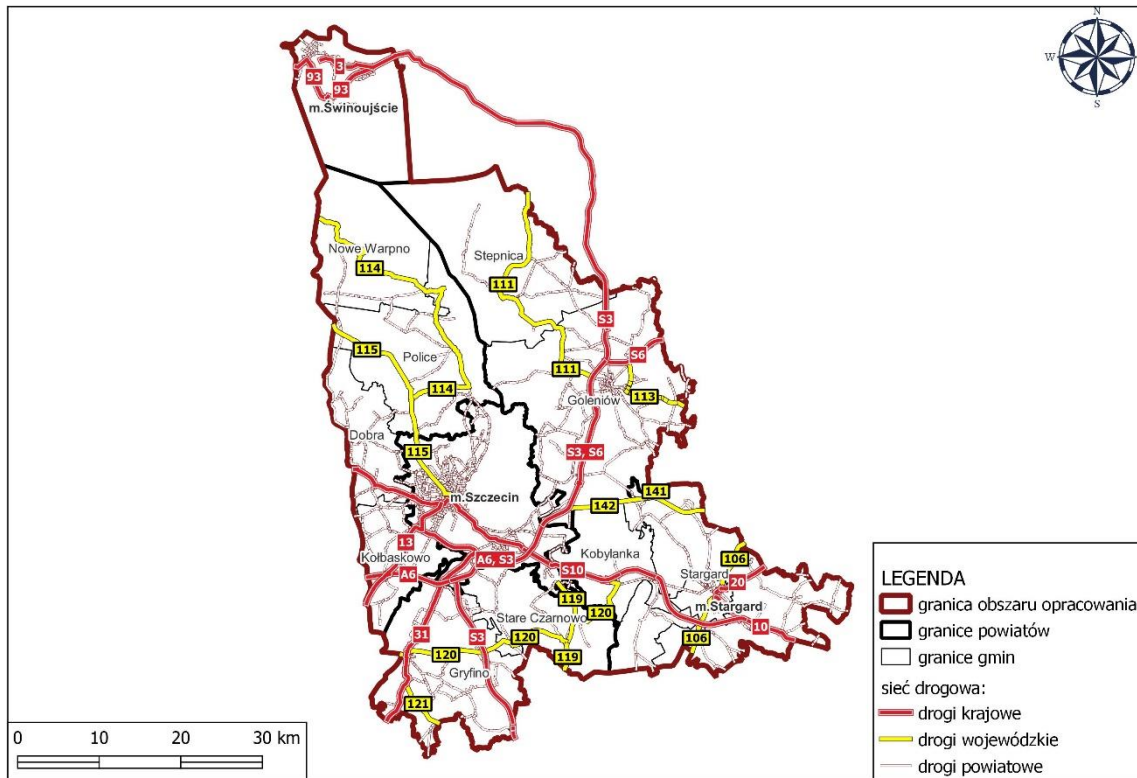 N
W
S
3
93
93
m.Świnoujście
Nowe Warpno
114
Stepnica
111
S3
115
Police
S6
111
114
113
Goleniów
Dobra
115
S3, S6
m.Szczecin
141
142
13
Kołbaskowo
A6, S3
Kobylanka
106
A6
S10
Stargard
20
119
120
m.Stargard
Stare Czarnowo
10
31
S3
120
106
120
119
Gryfino
121
LEGENDA
granica obszaru opracowania
granice powiatów
granice gmin
sieć drogowa:
drogi krajowe
drogi wojewódzkie
drogi powiatowe
0 10 20 30 km